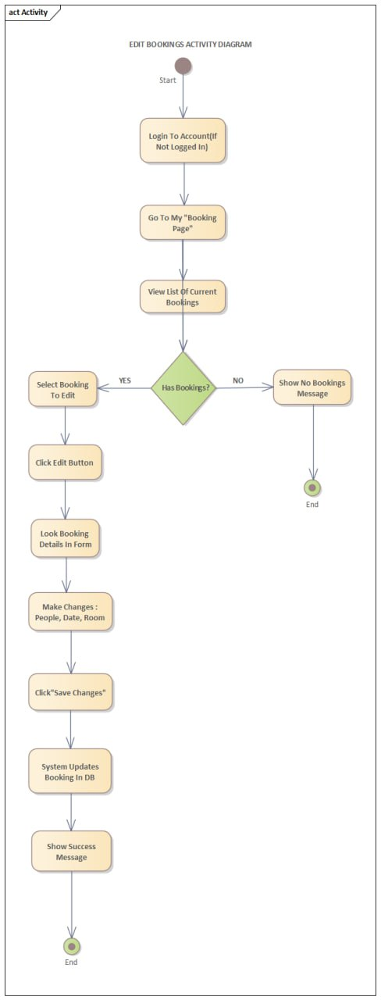 act Activity
EDIT BOOKINGS ACTIVITY DIAGRAM
Start
Login To Account(If
Not Logged In)
Go To My "Booking
Page"
View List Of Current
Bookings
Has Bookings?
YES
NO
Select Booking
To Edit
Show No Bookings
Message
End
Click Edit Button
Look Booking
Details In Form
Make Changes :
People, Date, Room
Click"Save Changes"
System Updates
Booking In DB
Show Success
Message
End